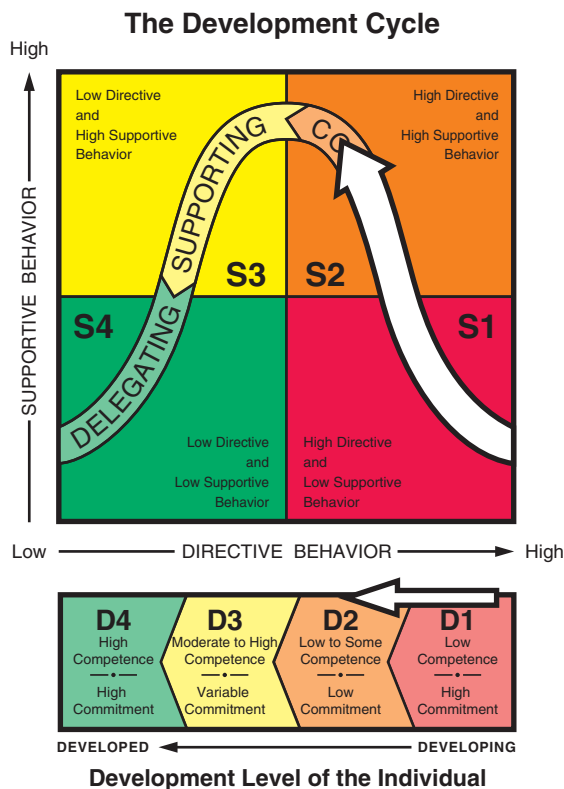 The Development Cycle
High
SUPPORTIVE BEHAVIOR
Low Directive
and
High Supportive
Behavior
High Directive
and
High Supportive
Behavior
SUPPORTING
CO
S3
S2
S4
S1
DELEGATING
Low Directive
and
Low Supportive
Behavior
High Directive
and
Low Supportive
Behavior
Low
DIRECTIVE BEHAVIOR
High
D4
High
Competence
High
Commitment
D3
Moderate to High
Competence
Variable
Commitment
D2
Low to Some
Competence
Low
Commitment
D1
Low
Competence
High
Commitment
DEVELOPED
DEVELOPING
Development Level of the Individual